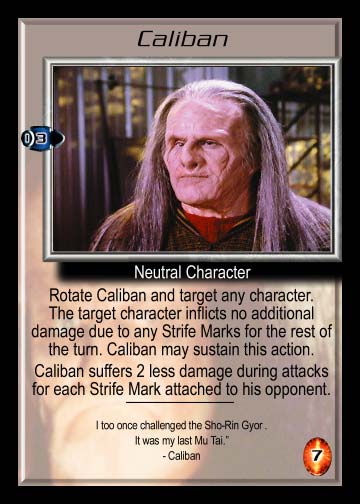 Caliban
3
Neutral Character
Rotate Caliban and target any character.
The target character inflicts no additional
damage due to any Strife Marks for the rest of
the turn. Caliban may sustain this action.
Caliban suffers 2 less damage during attacks
for each Strife Mark attached to his opponent.
I too once challenged the Sho-Rin Gyor .
It was my last Mu Tai.”
- Caliban
7